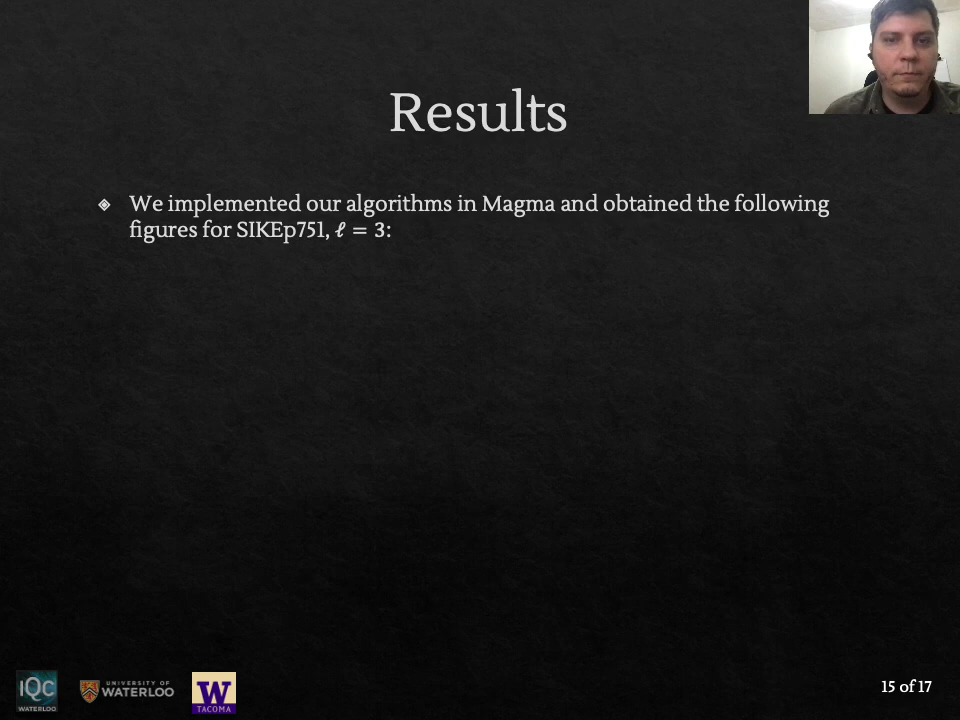 Results
◈ We implemented our algorithms in Magma and obtained the following
figures for SIKEp751, ℓ = 3:
IQC
WATERLOO
UNIVERSITY OF
WATERLOO
W
TACOMA
15 of 17